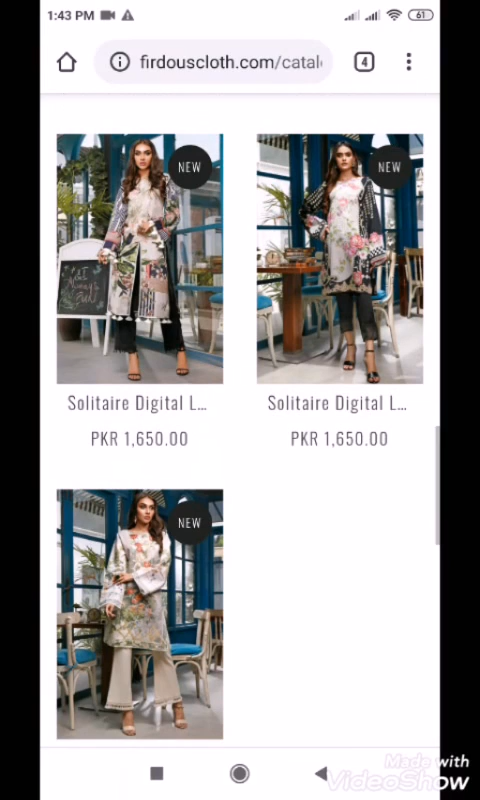 1:43 PM
61
firdouscloth.com/catal
4
NEW
NEW
Solitaire Digital L...
Solitaire Digital L...
PKR 1,650.00
PKR 1,650.00
NEW
Made with
VideoShow